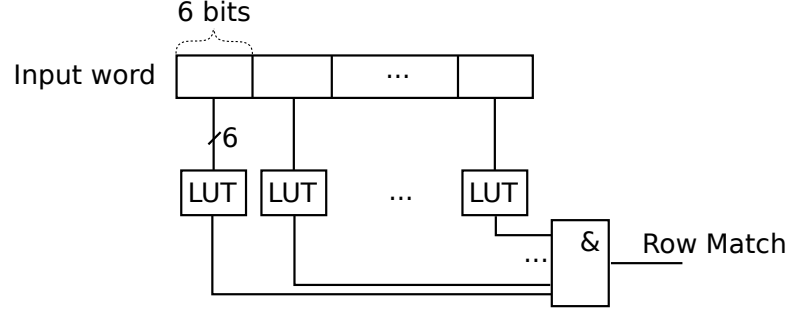 6 bits
Input word
...
6
LUT
LUT
...
LUT
&
Row Match
...